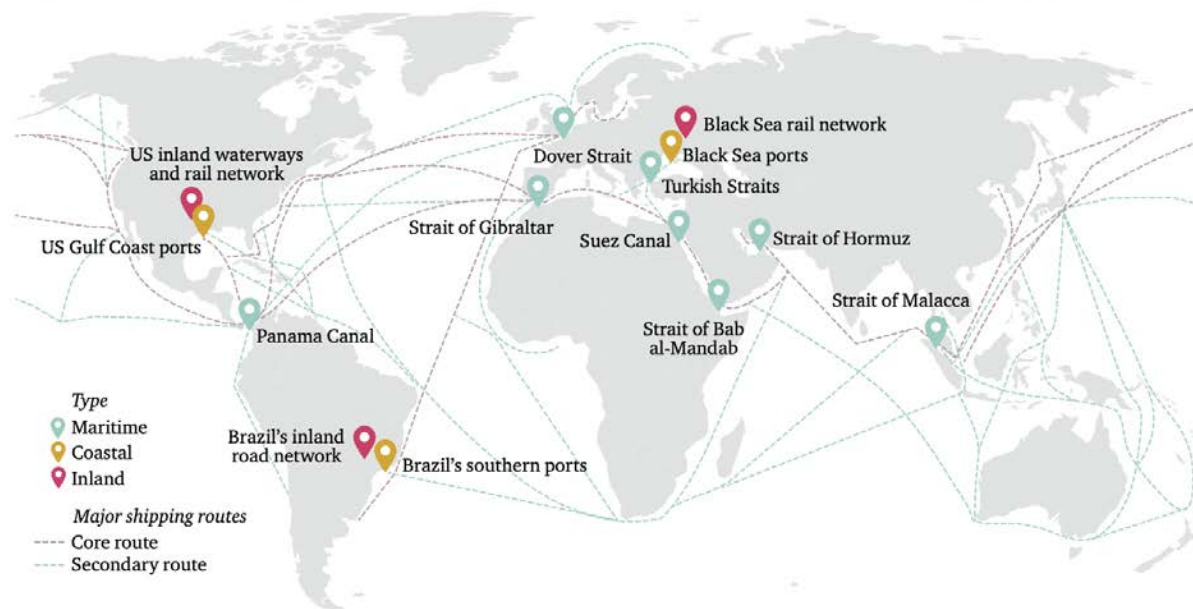 Black Sea rail network
US inland waterways
and rail network
Dover Strait
Black Sea ports
Turkish Straits
Strait of Gibraltar
US Gulf Coast ports
Suez Canal
Strait of Hormuz
Strait of Malacca
Panama Canal
Strait of Bab
al-Mandab
Type
Maritime
Coastal
Inland
Brazil’s inland
road network
Brazil’s southern ports
Major shipping routes
Core route
Secondary route